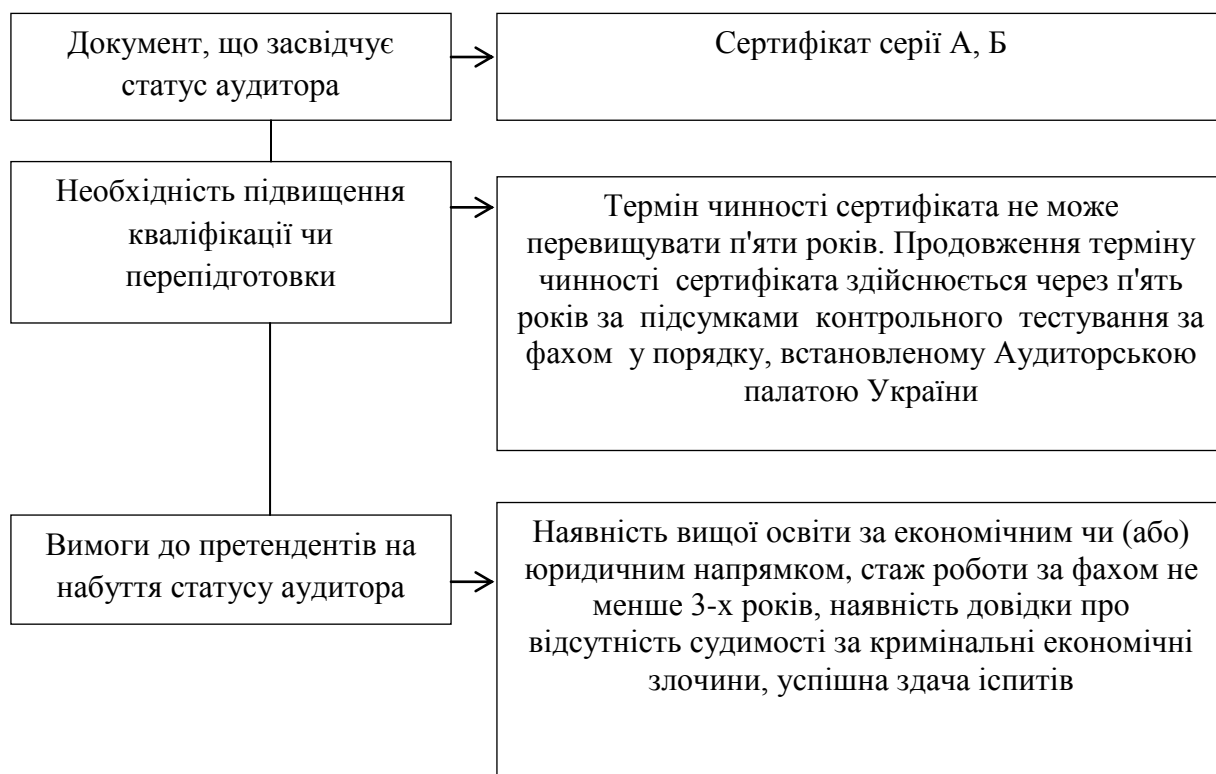 Документ, що засвідчує
статус аудитора
Сертифікат серії А, Б
Необхідність підвищення
кваліфікації чи
перепідготовки
Термін чинності сертифіката не може
перевищувати п'яти років. Продовження терміну
чинності сертифіката здійснюється через п'ять
років за підсумками контрольного тестування за
фахом у порядку, встановленому Аудиторською
палатою України
Вимоги до претендентів на
набуття статусу аудитора
Наявність вищої освіти за економічним чи (або)
юридичним напрямком, стаж роботи за фахом не
менше 3-х років, наявність довідки про
відсутність судимості за кримінальні економічні
злочини, успішна здача іспитів